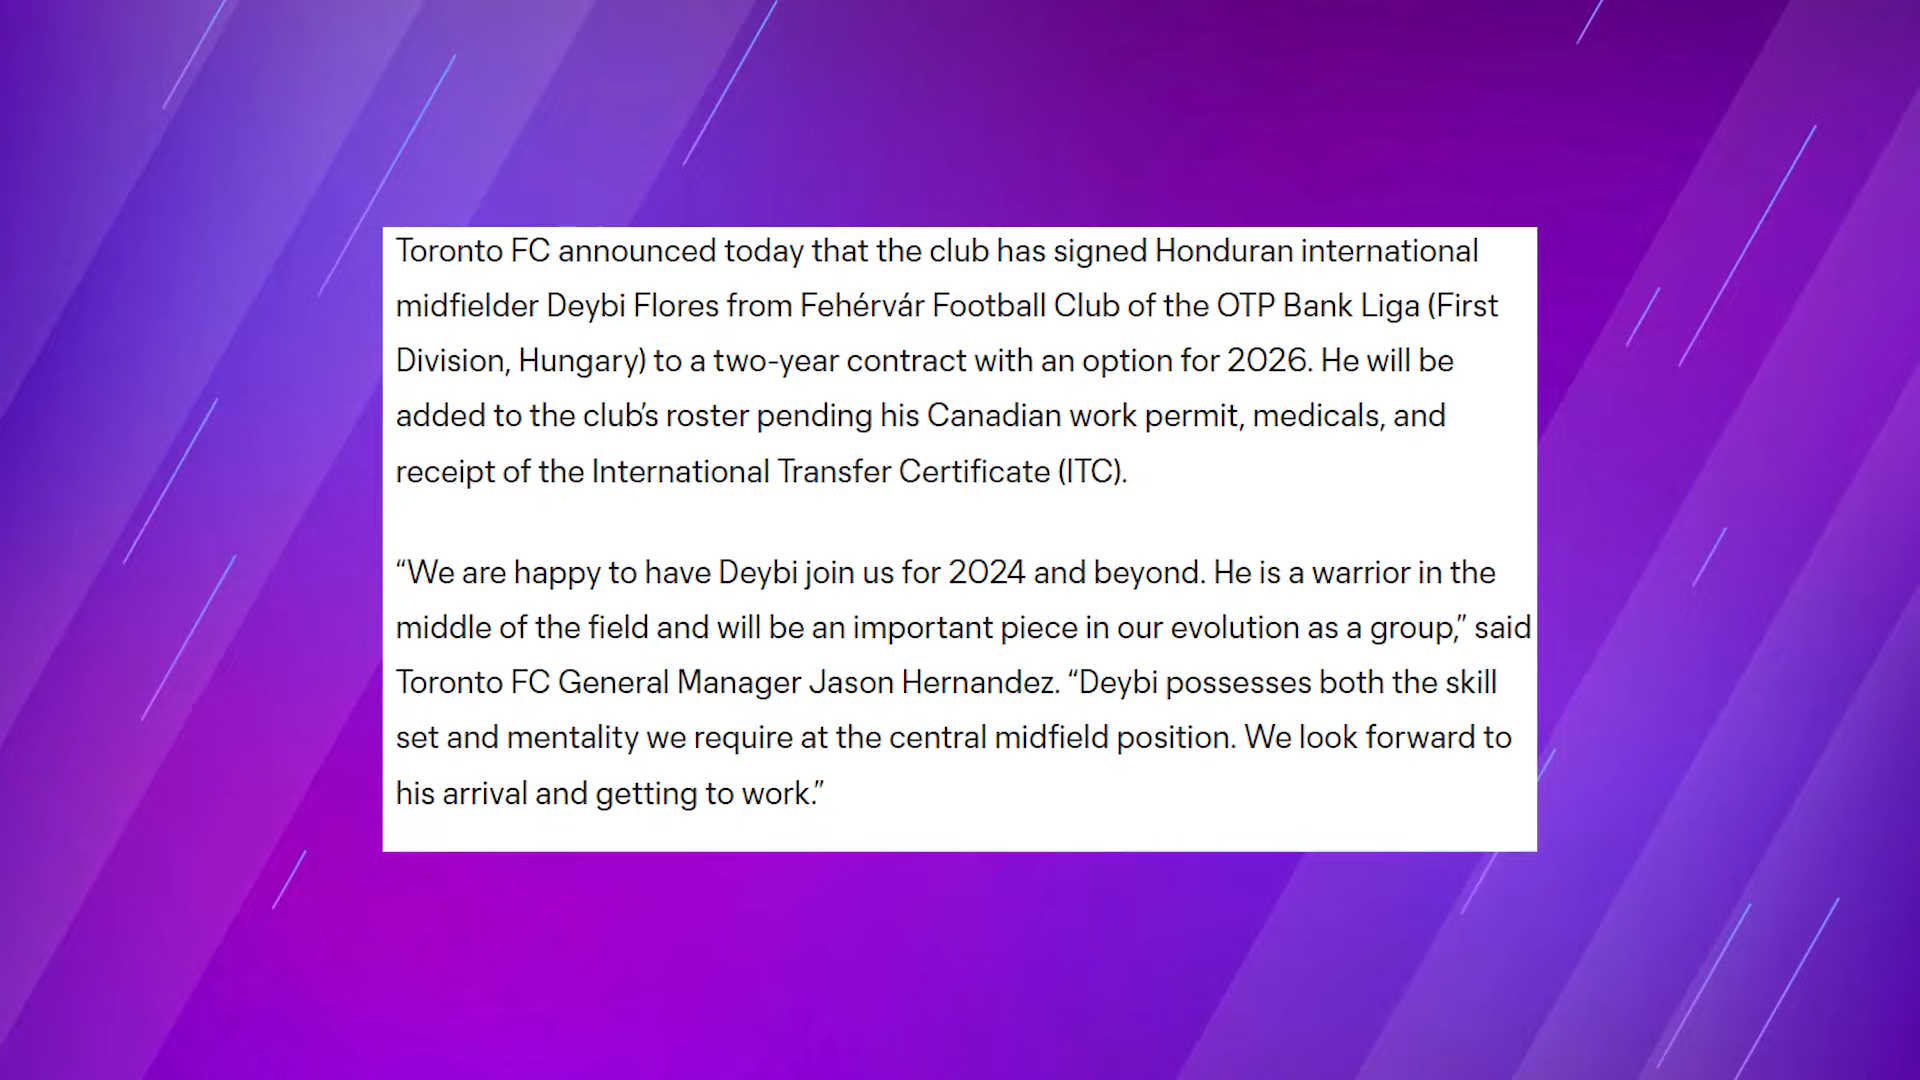 Toronto FC announced today that the club has signed Honduran international
midfielder Deybi Flores from Fehérvár Football Club of the OTP Bank Liga (First
Division, Hungary) to a two-year contract with an option for 2026. He will be
added to the club’s roster pending his Canadian work permit, medicals, and
receipt of the International Transfer Certificate (ITC).
“We are happy to have Deybi join us for 2024 and beyond. He is a warrior in the
middle of the field and will be an important piece in our evolution as a group,” said
Toronto FC General Manager Jason Hernandez. “Deybi possesses both the skill
set and mentality we require at the central midfield position. We look forward to
his arrival and getting to work.”